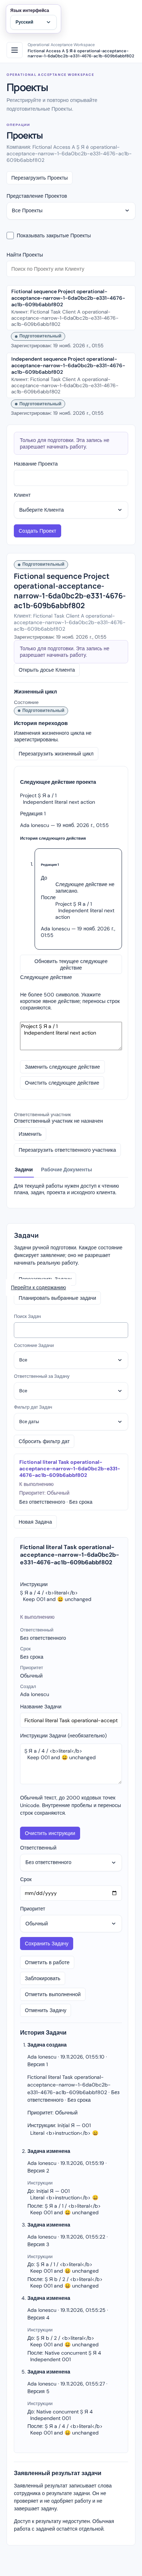 Язык интерфейса
Русский
Operational Acceptance Workspace
Fictional Access A Ş Я 6 operational-acceptance-narrow-1-6da0bc2b-e331-4676-a1cb-609b6abbf802
OPERATIONAL ACCEPTANCE WORKSPACE
Проекты
Регистрируйте и повторно открывайте
подготовительные Проекты.
ОПЕРАЦИИ
Проекты
Компания: Fictional Access A Ş Я 6 operational-
acceptance-narrow-1-6da0bc2b-e331-4676-a1cb-
609b6abbf802
Перезагрузить Проекты
Представление Проектов
Все Проекты
Показывать закрытые Проекты
Найти Проекты
Поиск по Проекту или Клиенту
Fictional sequence Project operational-
acceptance-narrow-1-6da0bc2b-e331-4676-
a1cb-609b6abbf802
Клиент: Fictional Task Client A operational-
acceptance-narrow-1-6da0bc2b-e331-4676-
a1cb-609b6abbf802
Подготовительный
Зарегистрирован: 19 нояб. 2026 г., 01:55
Independent sequence Project operational-
acceptance-narrow-1-6da0bc2b-e331-4676-
a1cb-609b6abbf802
Клиент: Fictional Task Client A operational-
acceptance-narrow-1-6da0bc2b-e331-4676-
a1cb-609b6abbf802
Подготовительный
Зарегистрирован: 19 нояб. 2026 г., 01:55
Только для подготовки. Эта запись не
разрешает начинать работу.
Название Проекта
Клиент
Выберите Клиента
Создать Проект
Подготовительный
Fictional sequence Project
operational-acceptance-
narrow-1-6da0bc2b-e331-4676-
a1cb-609b6abbf802
Клиент: Fictional Task Client A operational-
acceptance-narrow-1-6da0bc2b-e331-4676-
a1cb-609b6abbf802
Зарегистрирован: 19 нояб. 2026 г., 01:55
Только для подготовки. Эта запись не
разрешает начинать работу.
Открыть досье Клиента
Жизненный цикл
Состояние
Подготовительный
История переходов
Изменения жизненного цикла не
зарегистрированы.
Перезагрузить жизненный цикл
Следующее действие проекта
Project Ş Я a / 1
Independent literal next action
Редакция 1
Ada Ionescu — 19 нояб. 2026 г., 01:55
История следующего действия
1. Редакция 1
До
Следующее действие не
записано.
После
Project Ş Я a / 1
Independent literal next
action
Ada Ionescu — 19 нояб. 2026 г.,
01:55
Обновить текущее следующее
действие
Следующее действие
Не более 500 символов. Укажите
короткое явное действие; переносы строк
сохраняются.
Project Ş Я a / 1
Independent literal next action
Заменить следующее действие
Очистить следующее действие
Ответственный участник
Ответственный участник не назначен
Изменить
Перезагрузить ответственного участника
Задачи Рабочие Документы
Для текущей работы нужен доступ к чтению
плана, задач, проекта и исходного клиента.
Задачи
Задачи ручной подготовки. Каждое состояние
фиксирует заявление; оно не разрешает
начинать реальную работу.
Перейти к содержанию
Планировать выбранные задачи
Поиск Задач
Состояние Задачи
Все
Ответственный за Задачу
Все
Фильтр дат Задач
Все даты
Сбросить фильтр дат
Fictional literal Task operational-
acceptance-narrow-1-6da0bc2b-e331-
4676-a1cb-609b6abbf802
К выполнению
Приоритет: Обычный
Без ответственного · Без срока
Новая Задача
Fictional literal Task operational-
acceptance-narrow-1-6da0bc2b-
e331-4676-a1cb-609b6abbf802
Инструкции
Ş Я a / 4 / <b>literal</b>
Keep 001 and 😀 unchanged
К выполнению
Ответственный
Без ответственного
Срок
Без срока
Приоритет
Обычный
Создал
Ada Ionescu
Название Задачи
Fictional literal Task operational-accept
Инструкции Задачи (необязательно)
Ş Я a / 4 / <b>literal</b>
Keep 001 and 😀 unchanged
Обычный текст, до 2000 кодовых точек
Unicode. Внутренние пробелы и переносы
строк сохраняются.
Очистить инструкции
Ответственный
Без ответственного
Срок
mm/dd/yyyy
Приоритет
Обычный
Сохранить Задачу
Отметить в работе
Заблокировать
Отметить выполненной
Отменить Задачу
История Задачи
1. Задача создана
Ada Ionescu · 19.11.2026, 01:55:10 ·
Версия 1
Fictional literal Task operational-
acceptance-narrow-1-6da0bc2b-
e331-4676-a1cb-609b6abbf802 · Без
ответственного · Без срока
Приоритет: Обычный
Инструкции: Initial Я — 001
Literal <b>instruction</b> 😀
2. Задача изменена
Ada Ionescu · 19.11.2026, 01:55:19 ·
Версия 2
Инструкции
До: Initial Я — 001
Literal <b>instruction</b> 😀
После: Ş Я a / 1 / <b>literal</b>
Keep 001 and 😀 unchanged
3. Задача изменена
Ada Ionescu · 19.11.2026, 01:55:22 ·
Версия 3
Инструкции
До: Ş Я a / 1 / <b>literal</b>
Keep 001 and 😀 unchanged
После: Ş Я b / 2 / <b>literal</b>
Keep 001 and 😀 unchanged
4. Задача изменена
Ada Ionescu · 19.11.2026, 01:55:25 ·
Версия 4
Инструкции
До: Ş Я b / 2 / <b>literal</b>
Keep 001 and 😀 unchanged
После: Native concurrent Ş Я 4
Independent 001
5. Задача изменена
Ada Ionescu · 19.11.2026, 01:55:27 ·
Версия 5
Инструкции
До: Native concurrent Ş Я 4
Independent 001
После: Ş Я a / 4 / <b>literal</b>
Keep 001 and 😀 unchanged
Заявленный результат задачи
Заявленный результат записывает слова
сотрудника о результате задачи. Он не
проверяет и не одобряет работу и не
завершает задачу.
Доступ к результату недоступен. Обычная
работа с задачей остаётся отдельной.